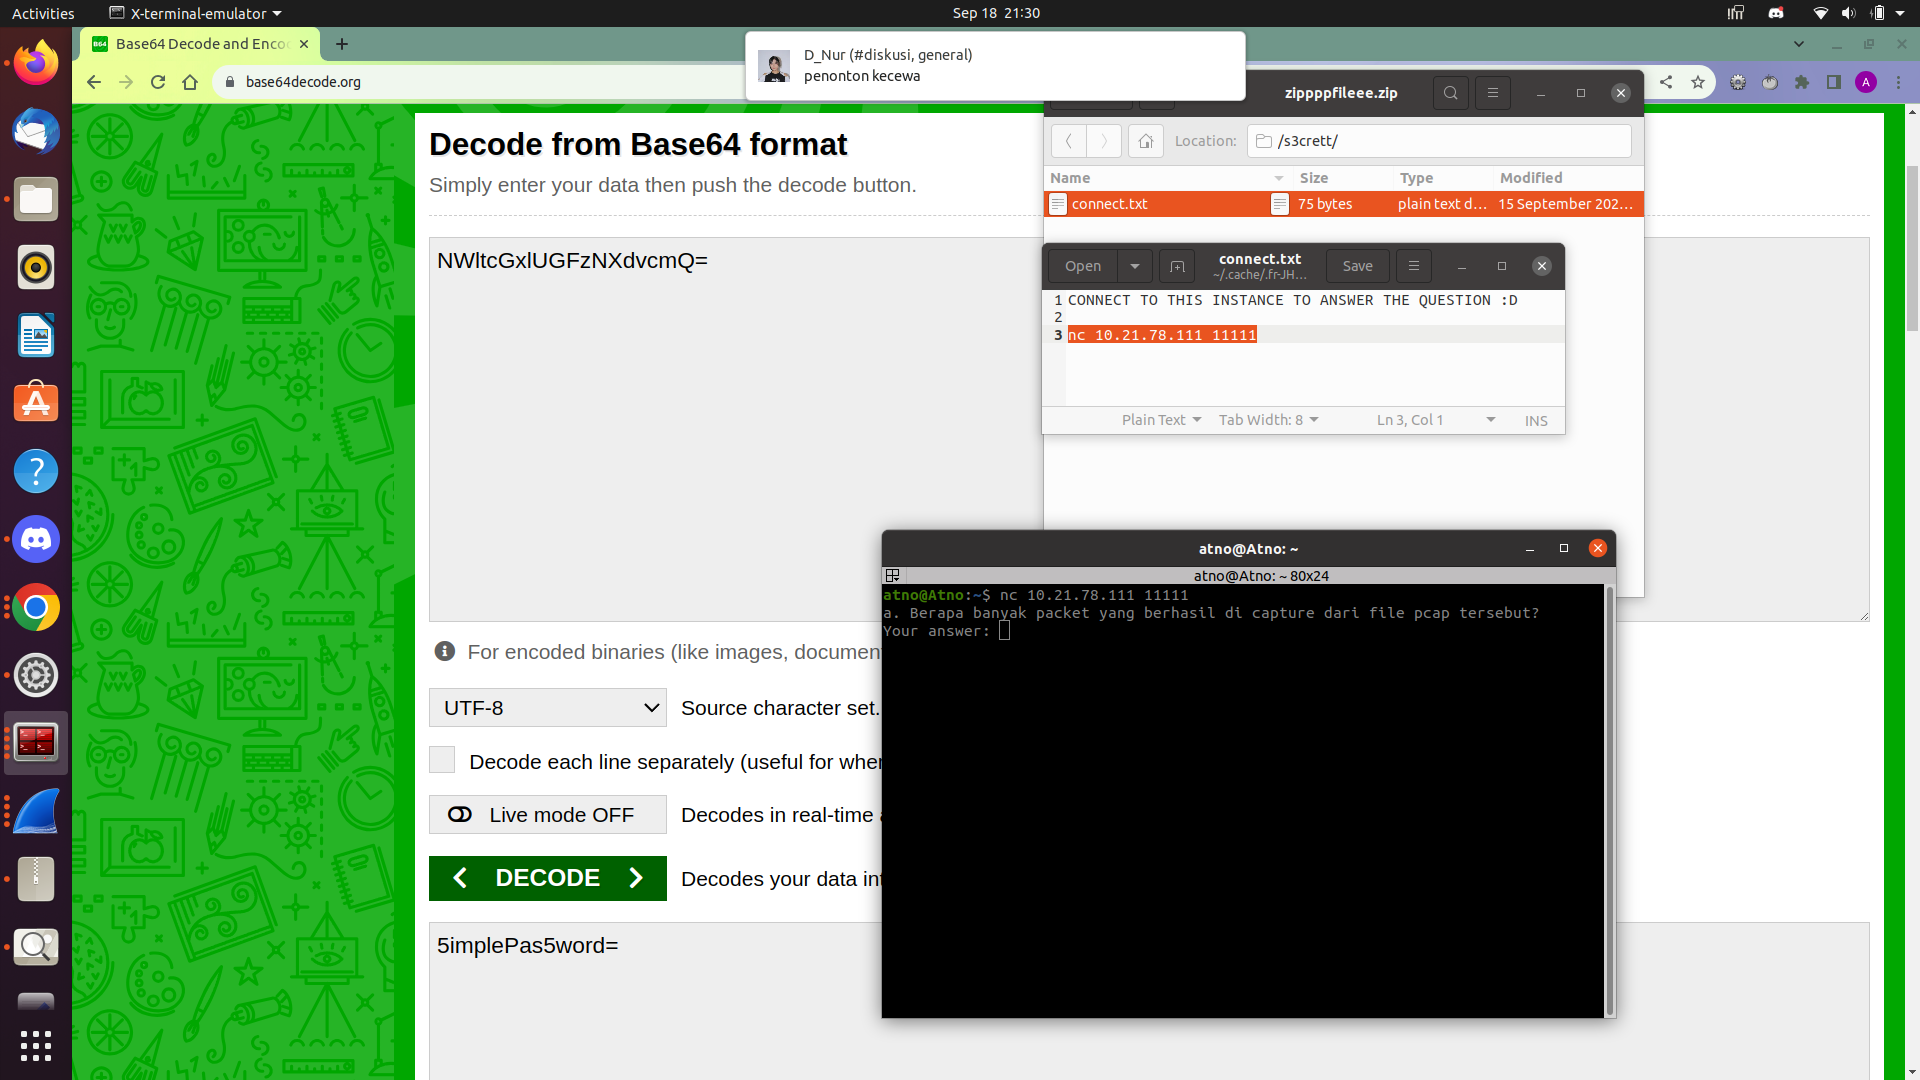 Activities
X-terminal-emulator
Sep 18 21:30
B64
Base64 Decode and Enco
base64decode.org
A
D_Nur (#diskusi, general)
penonton kecewa
Decode from Base64 format
Simply enter your data then push the decode button.
NWltcGxlUGFzNXdvcmQ=
For encoded binaries (like images, document
UTF-8
Source character set.
Decode each line separately (useful for when
Live mode OFF
Decodes in real-time a
DECODE
Decodes your data int
5implePas5word=
zippppfileee.zip
Location:
/s3crett/
Name
Size
Type
Modified
connect.txt
75 bytes
plain text d…
15 September 202…
Open
connect.txt
~/.cache/.fr-JH…
Save
1 CONNECT TO THIS INSTANCE TO ANSWER THE QUESTION :D
2
3 nc 10.21.78.111 11111
Plain Text
Tab Width: 8
Ln 3, Col 1
INS
atno@Atno: ~
atno@Atno: ~ 80x24
atno@Atno:~$ nc 10.21.78.111 11111
a. Berapa banyak packet yang berhasil di capture dari file pcap tersebut?
Your answer: